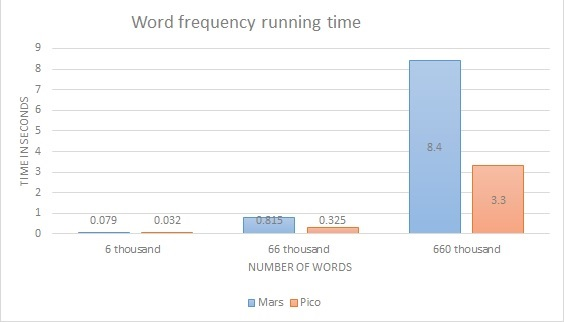 Word frequency running time
TIME IN SECONDS
9
8
7
6
5
4
3
2
1
0
0.079
0.032
0.815
0.325
8.4
3.3
6 thousand
66 thousand
660 thousand
NUMBER OF WORDS
Mars
Pico